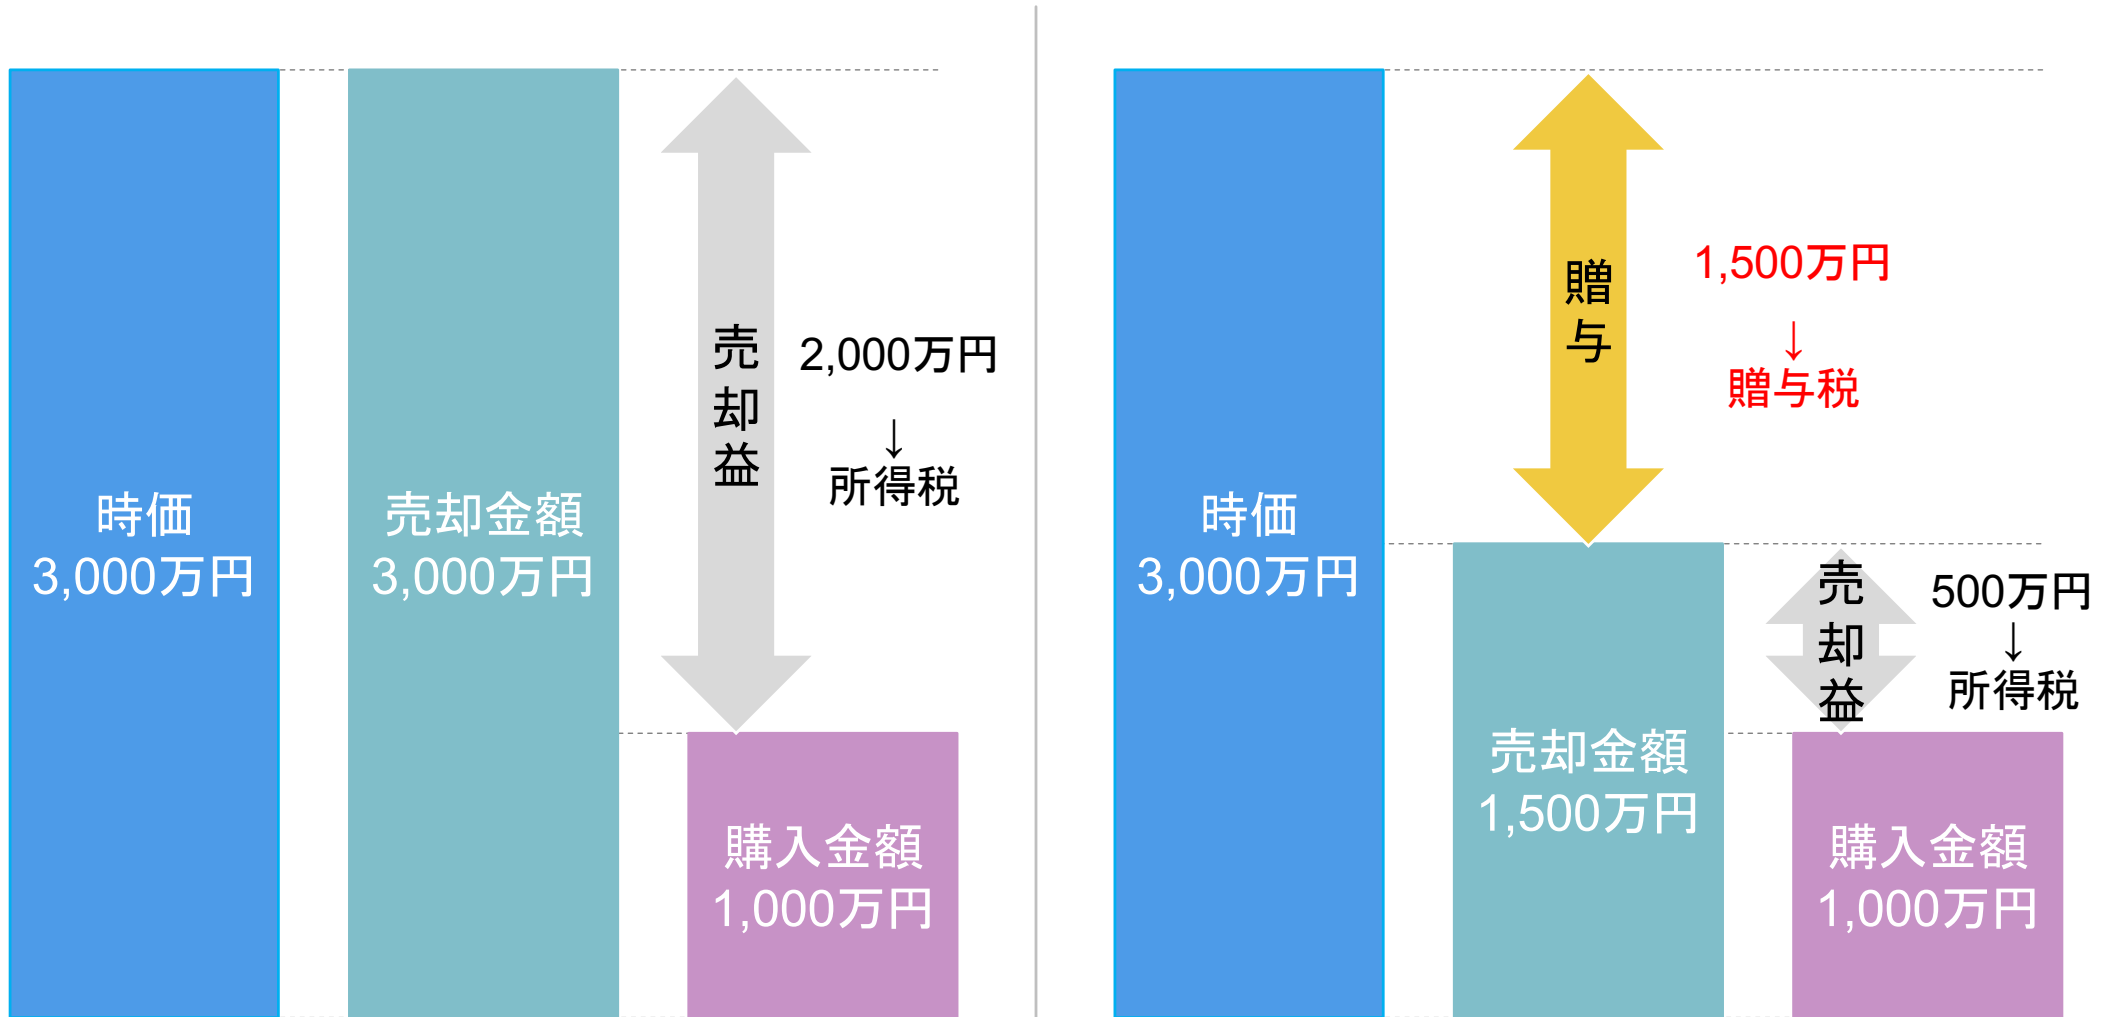 時価
3,000万円
売却金額
3,000万円
売却益
2,000万円
↓
所得税
購入金額
1,000万円
時価
3,000万円
贈与
1,500万円
↓
贈与税
売却金額
1,500万円
売却益
500万円
↓
所得税
購入金額
1,000万円